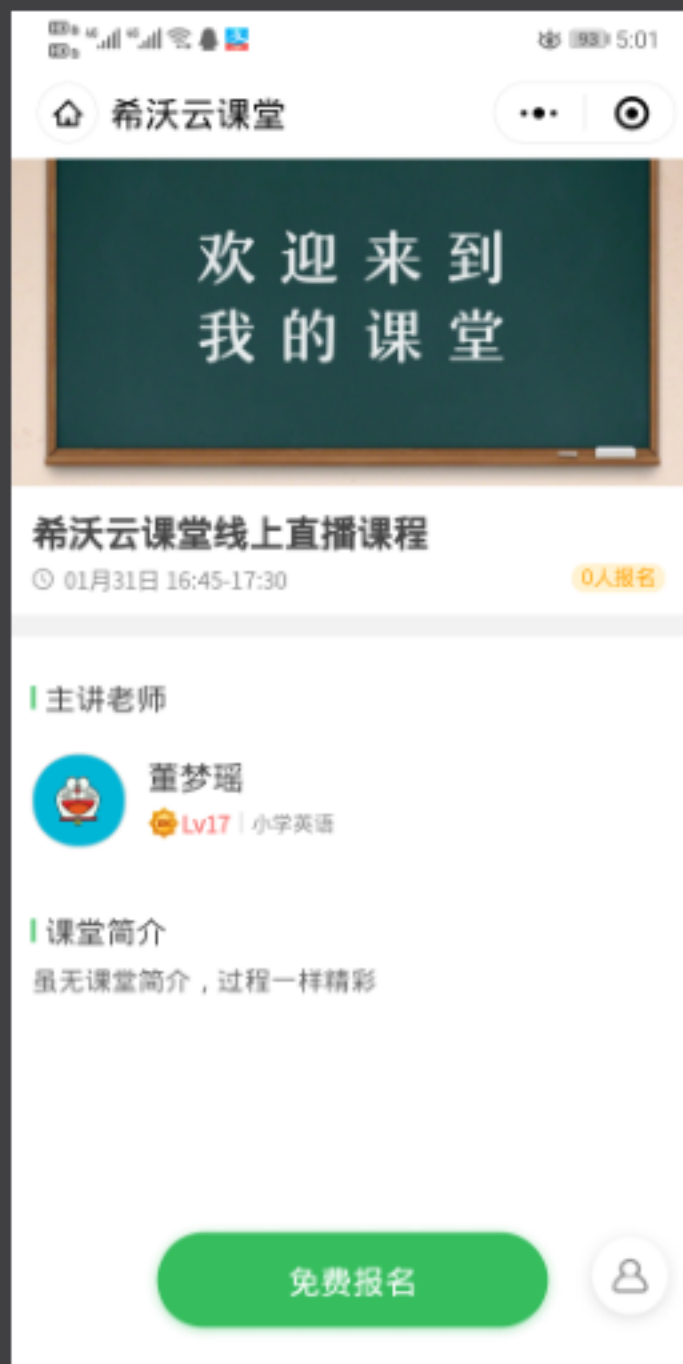 93 5:01
希沃云课堂
欢迎来到
我的课堂
希沃云课堂线上直播课程
01月31日 16:45-17:30
0人报名
主讲老师
董梦瑶
Lv17 小学英语
课堂简介
虽无课堂简介，过程一样精彩
免费报名